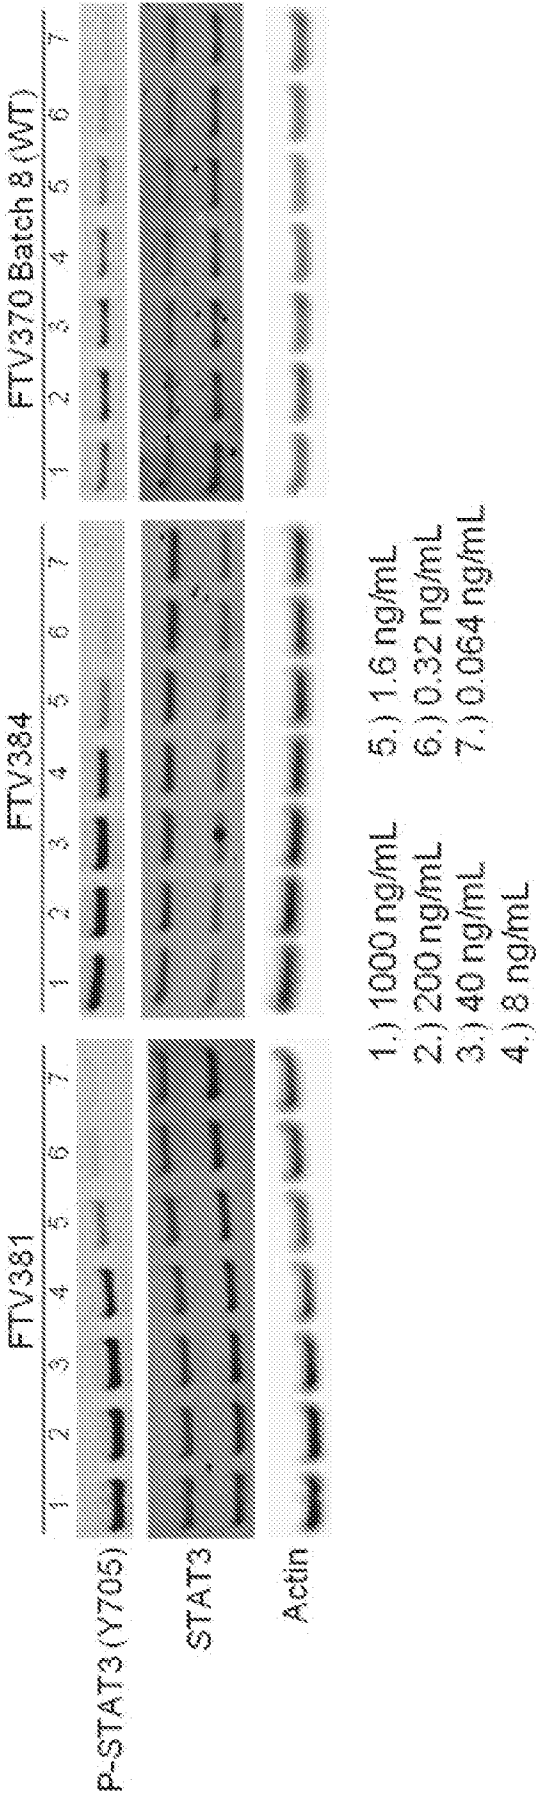 FTV381
FTV384
FTV370 Batch 8 (WT)
1 2 3 4 5 6 7
1 2 3 4 5 6 7
1 2 3 4 5 6 7
P-STAT3 (Y705)
STAT3
Actin
1.) 1000 ng/mL
2.) 200 ng/mL
3.) 40 ng/mL
4.) 8 ng/mL
5.) 1.6 ng/mL
6.) 0.32 ng/mL
7.) 0.064 ng/mL